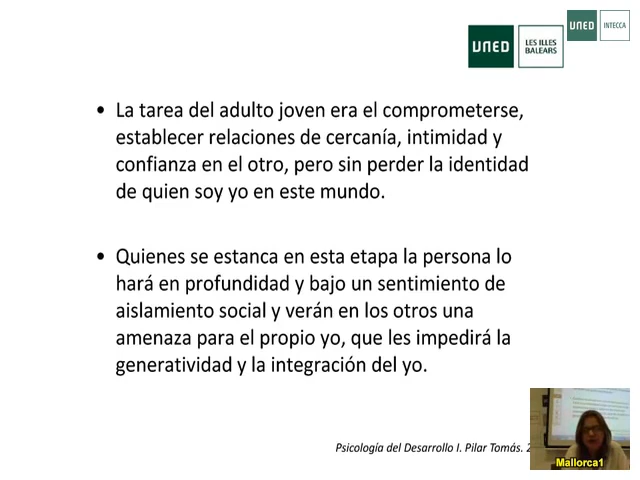 UNED
LES ILLES
BALEARS
UNED
INTECCA
• La tarea del adulto joven era el comprometerse,
establecer relaciones de cercanía, intimidad y
confianza en el otro, pero sin perder la identidad
de quien soy yo en este mundo.
• Quienes se estanca en esta etapa la persona lo
hará en profundidad y bajo un sentimiento de
aislamiento social y verán en los otros una
amenaza para el propio yo, que les impedirá la
generatividad y la integración del yo.
Psicología del Desarrollo I. Pilar Tomás.
Mallorca1